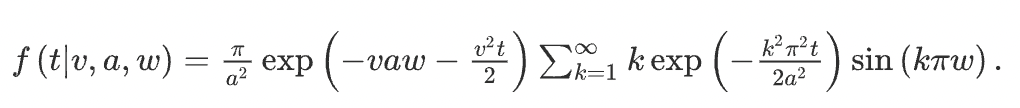 f (t|v, a, w) = π/a² exp (−vaw − v²t/2) ∑_{k=1}^{∞} k exp (−k²π²t/2a²) sin (kπw) .